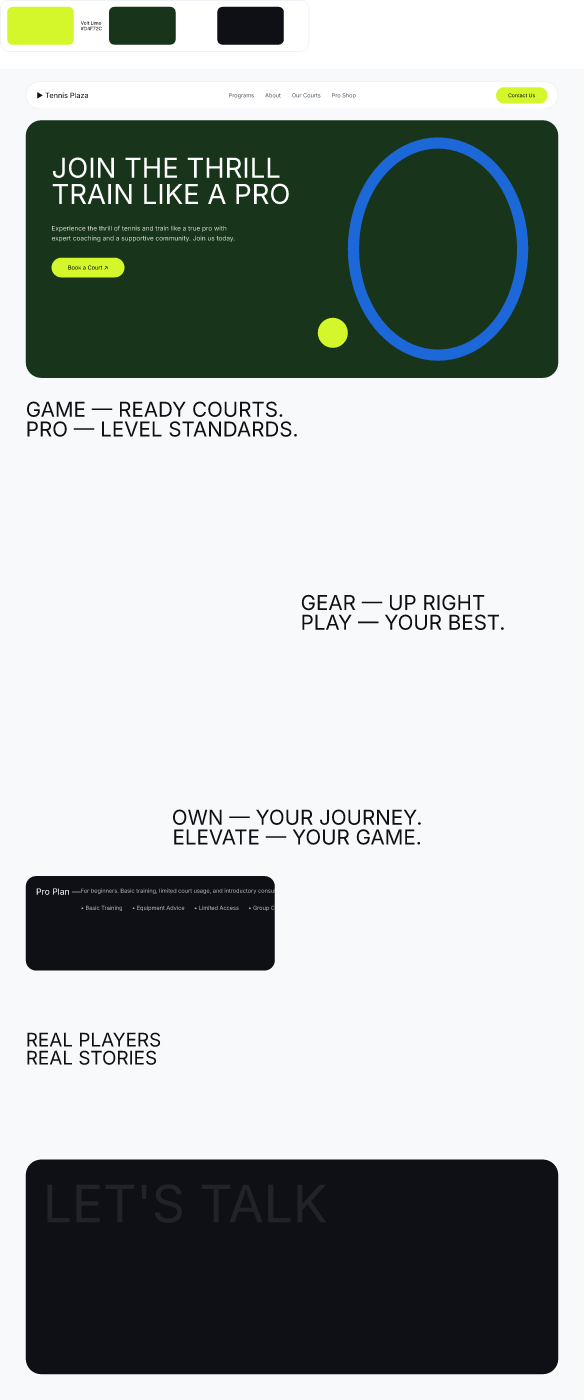 Volt Lime
#D4F72C
Tennis Plaza
Programs About Our Courts Pro Shop
Contact Us
JOIN THE THRILL
TRAIN LIKE A PRO
Experience the thrill of tennis and train like a true pro with
expert coaching and a supportive community. Join us today.
Book a Court ↗
GAME — READY COURTS.
PRO — LEVEL STANDARDS.
GEAR — UP RIGHT
PLAY — YOUR BEST.
OWN — YOUR JOURNEY.
ELEVATE — YOUR GAME.
Pro Plan —
For beginners. Basic training, limited court usage, and introductory
• Basic Training • Equipment Advice • Limited Access • Group
REAL PLAYERS
REAL STORIES
LET'S TALK